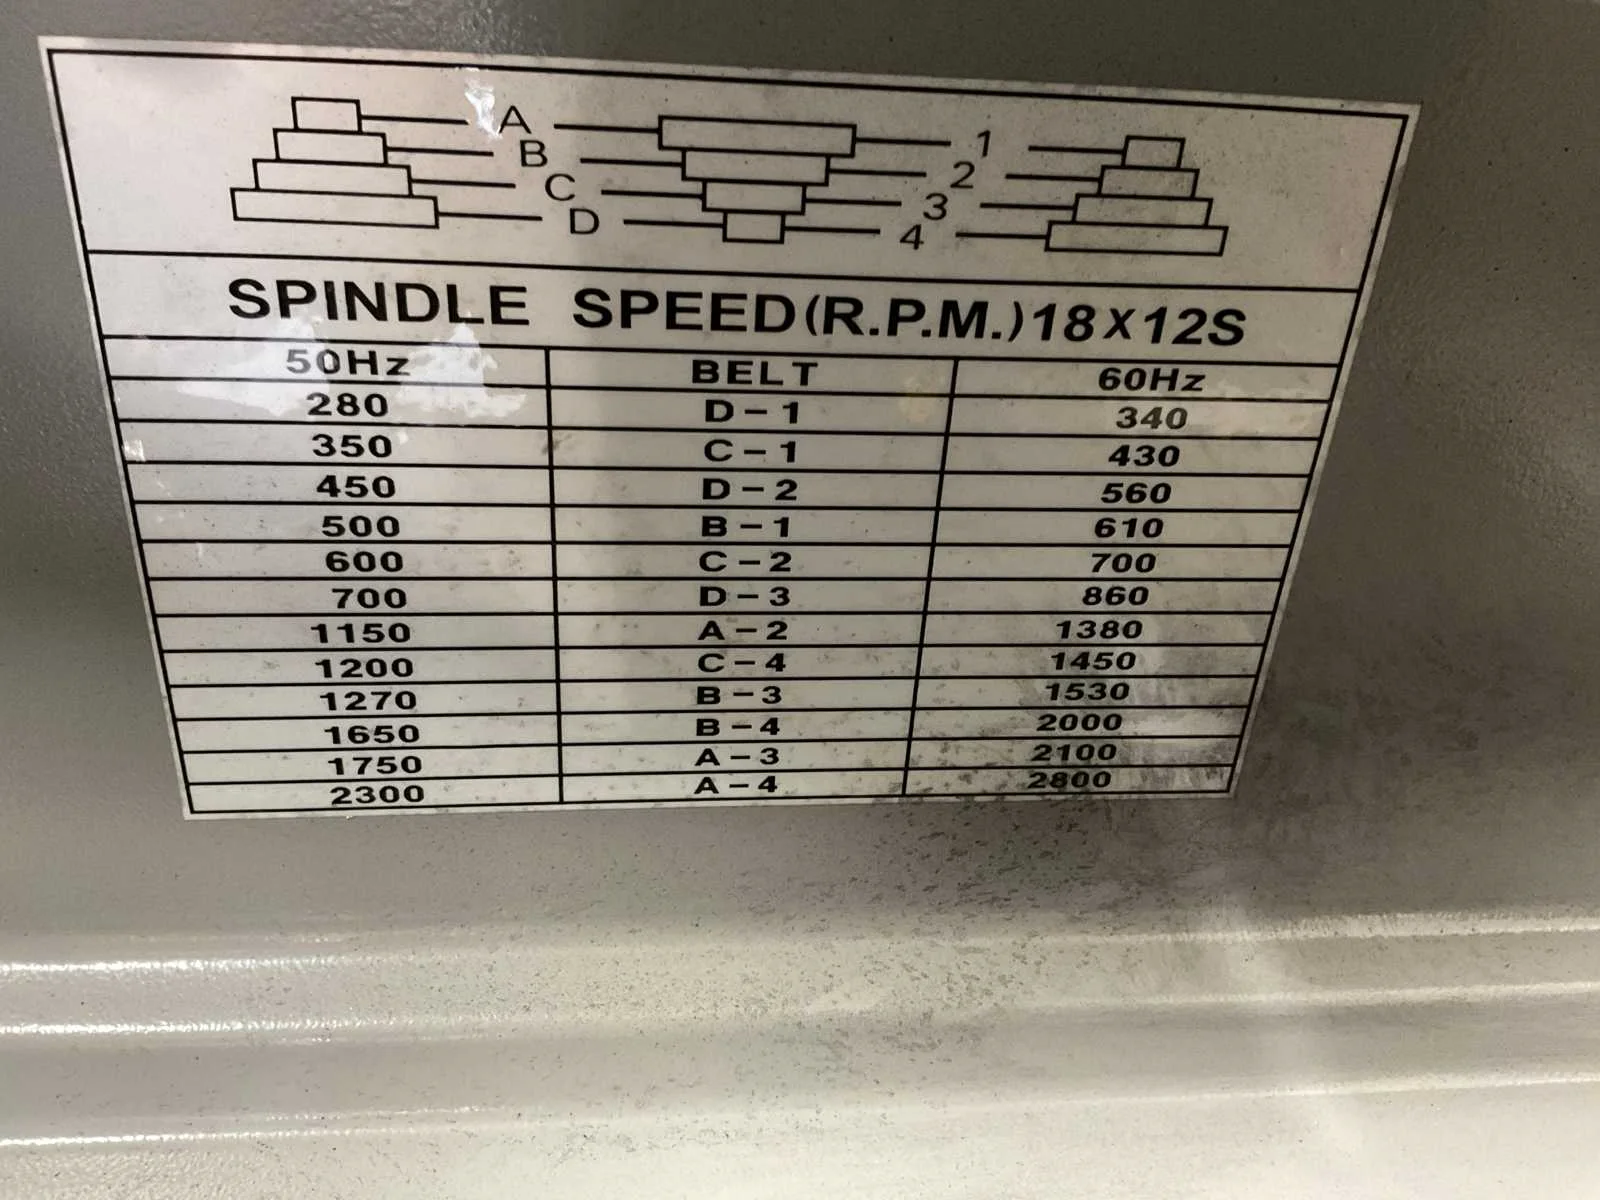 A 1
B 2
C 3
D 4
SPINDLE SPEED(R.P.M.)18X12S
50Hz BELT 60Hz
280 D-1 340
350 C-1 430
450 D-2 560
500 B-1 610
600 C-2 700
700 D-3 860
1150 A-2 1380
1200 C-4 1450
1270 B-3 1530
1650 B-4 2000
1750 A-3 2100
2300 A-4 2800